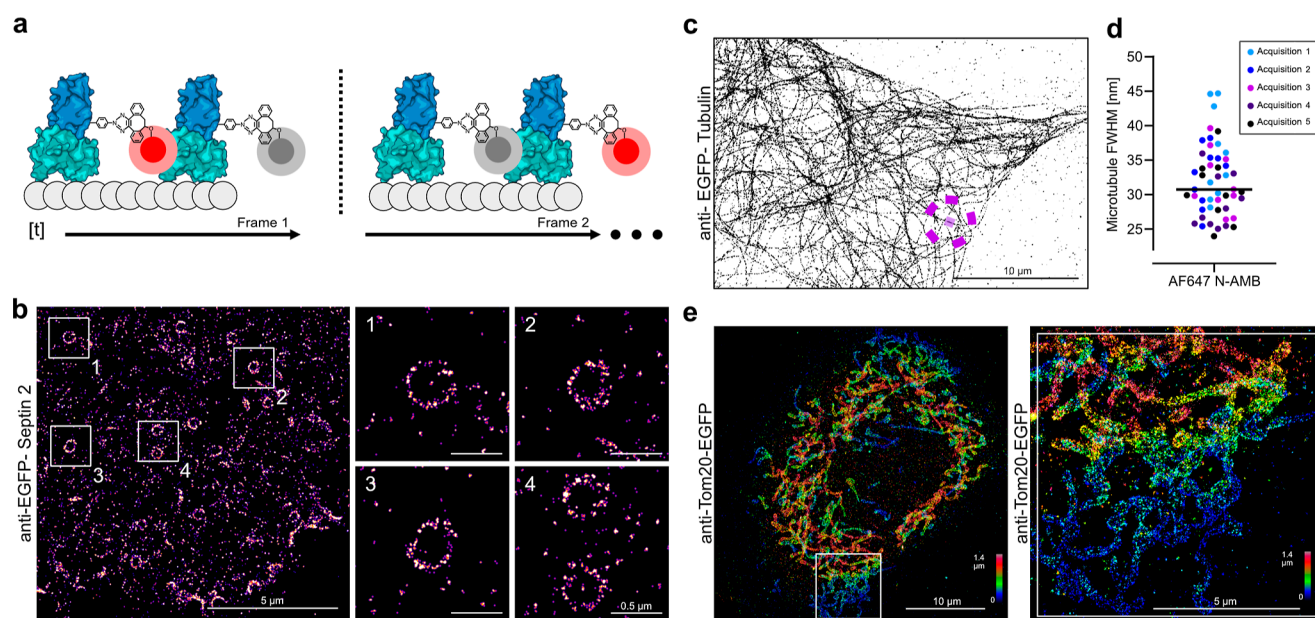 a
[t]
Frame 1
Frame 2
b
anti-EGFP- Septin 2
1
2
3
4
5 µm
1
2
3
4
0.5 µm
c
anti- EGFP- Tubulin
10 µm
d
Microtubule FWHM [nm]
50
45
40
35
30
25
AF647 N-AMB
Acquisition 1
Acquisition 2
Acquisition 3
Acquisition 4
Acquisition 5
e
anti-Tom20-EGFP
1.4
µm
0
10 µm
anti-Tom20-EGFP
1.4
µm
0
5 µm